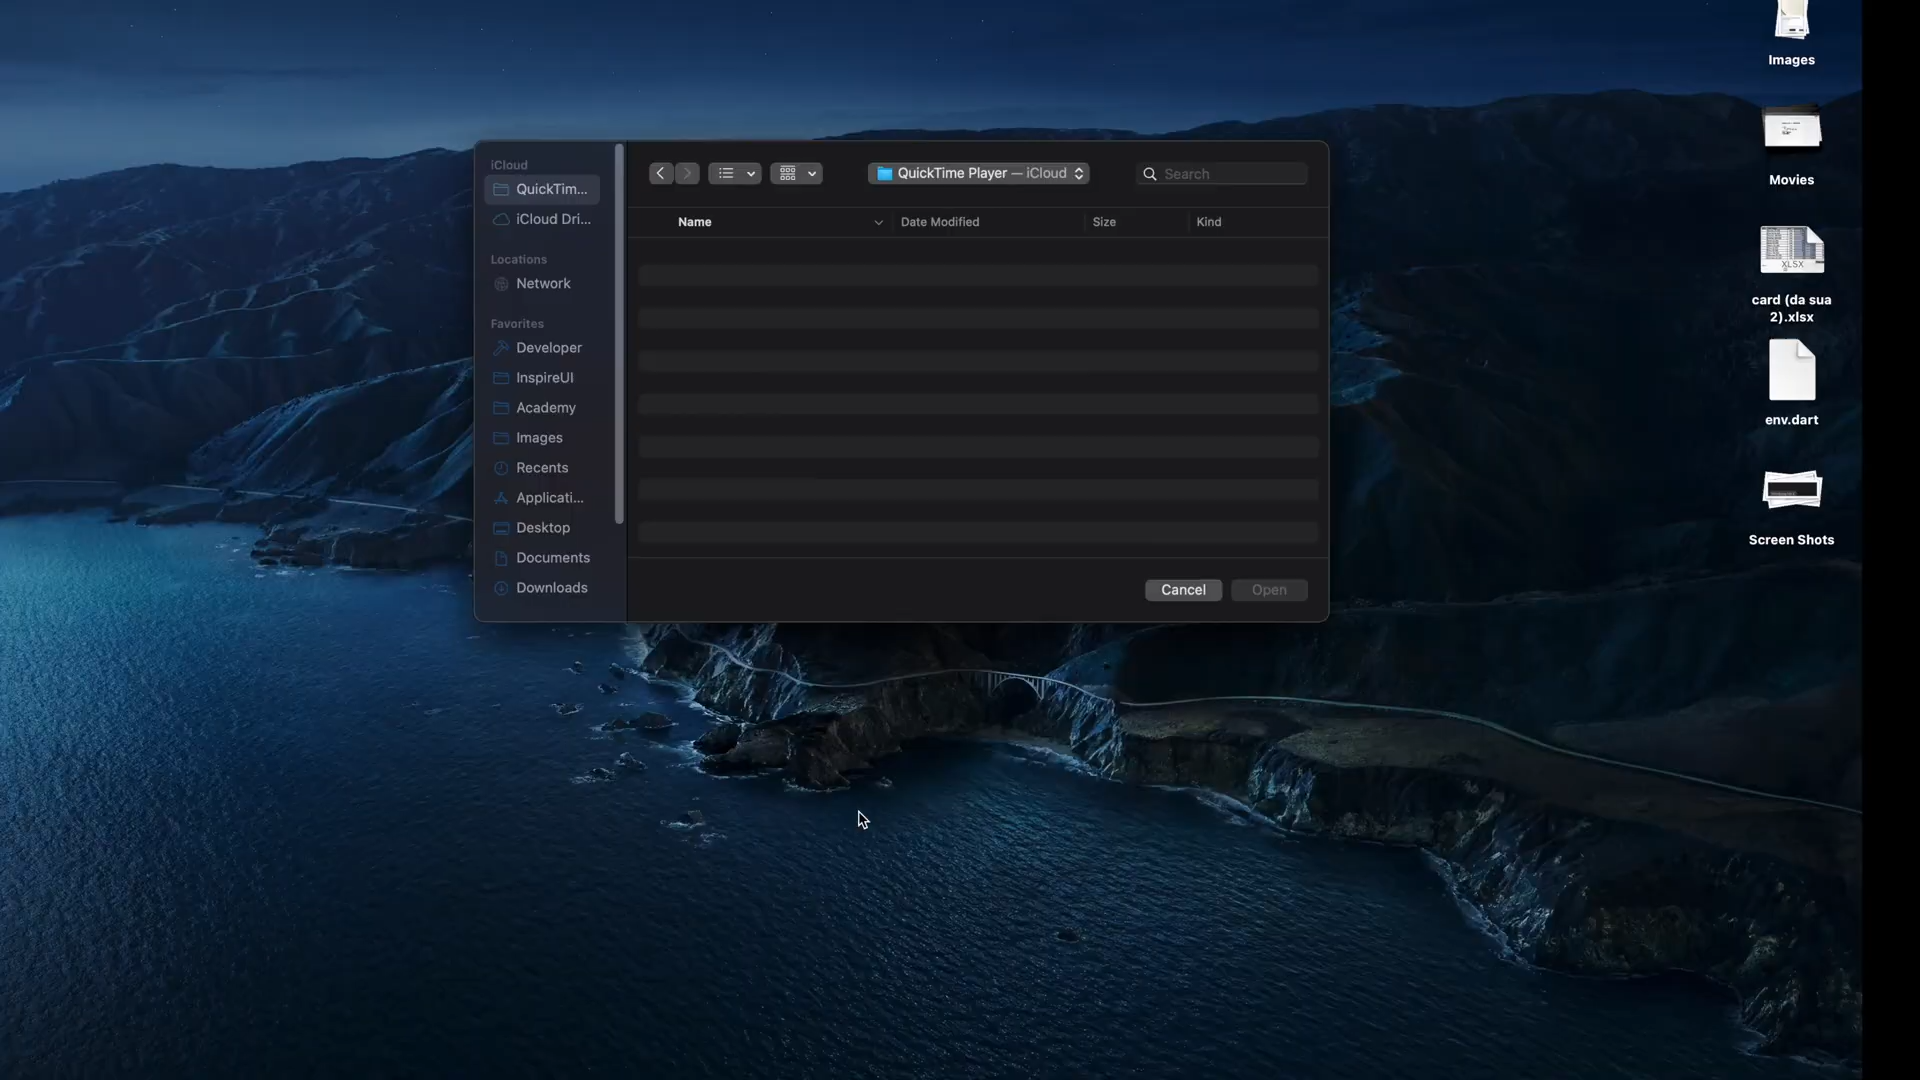 iCloud
QuickTim...
iCloud Dri...
Locations
Network
Favorites
Developer
InspireUI
Academy
Images
Recents
Applicati...
Desktop
Documents
Downloads
QuickTime Player — iCloud
Search
Name
Date Modified
Size
Kind
Cancel
Open
Images
Movies
XLSX
card (da sua
2).xlsx
env.dart
Screen Shots